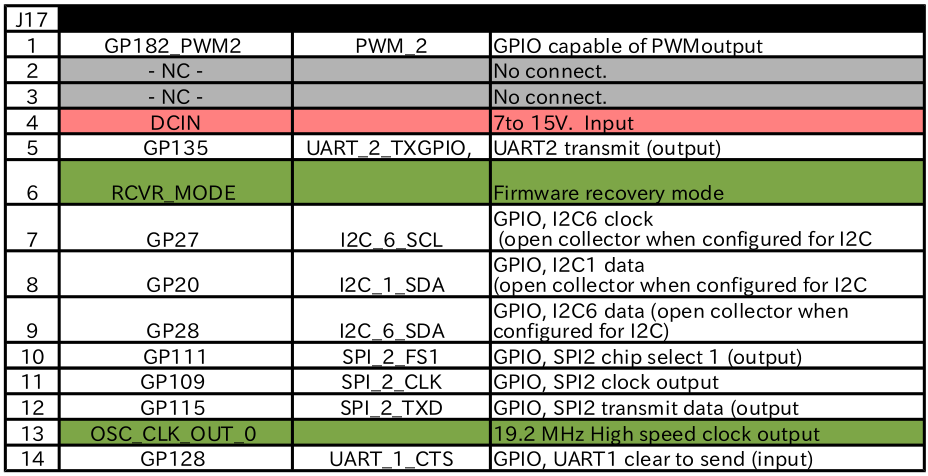 J17
1 GP182_PWM2 PWM_2 GPIO capable of PWMoutput
2 - NC - No connect.
3 - NC - No connect.
4 DCIN 7to 15V. Input
5 GP135 UART_2_TXGPIO, UART2 transmit (output)
6 RCVR_MODE Firmware recovery mode
7 GP27 I2C_6_SCL GPIO, I2C6 clock
(open collector when configured for I2C
8 GP20 I2C_1_SDA GPIO, I2C1 data
(open collector when configured for I2C
9 GP28 I2C_6_SDA GPIO, I2C6 data (open collector when
configured for I2C)
10 GP111 SPI_2_FS1 GPIO, SPI2 chip select 1 (output)
11 GP109 SPI_2_CLK GPIO, SPI2 clock output
12 GP115 SPI_2_TXD GPIO, SPI2 transmit data (output
13 OSC_CLK_OUT_0 19.2 MHz High speed clock output
14 GP128 UART_1_CTS GPIO, UART1 clear to send (input)